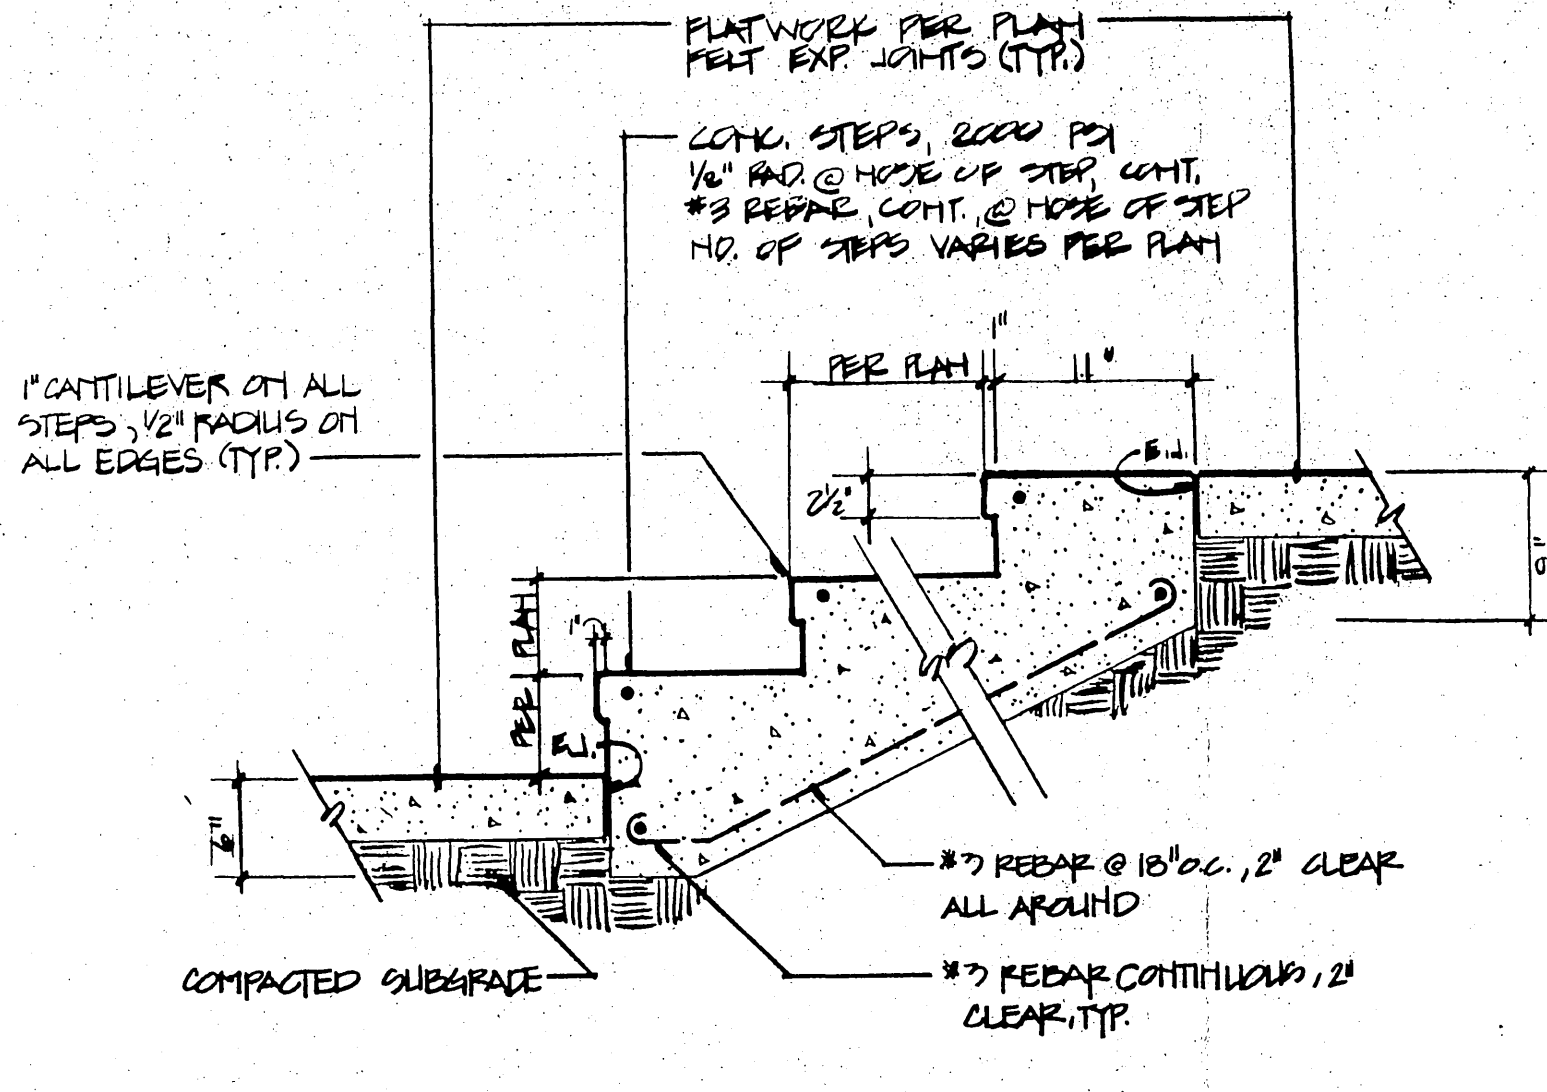 FLATWORK PER PLAN
FELT EXP. JOINTS (TYP.)
CONC. STEPS, 2000 PSI
1/2" RAD. @ NOSE OF STEP, CONT.
#3 REBAR, CONT., @ NOSE OF STEP
NO. OF STEPS VARIES PER PLAN
1"
PER PLAN
11"
1" CANTILEVER ON ALL
STEPS, 1/2" RADIUS ON
ALL EDGES (TYP.)
E.J.
2 1/2"
9"
PER PLAN
1"
E.J.
6"
#3 REBAR @ 18" O.C., 2" CLEAR
ALL AROUND
COMPACTED SUBGRADE
#3 REBAR CONTINUOUS, 2"
CLEAR, TYP.